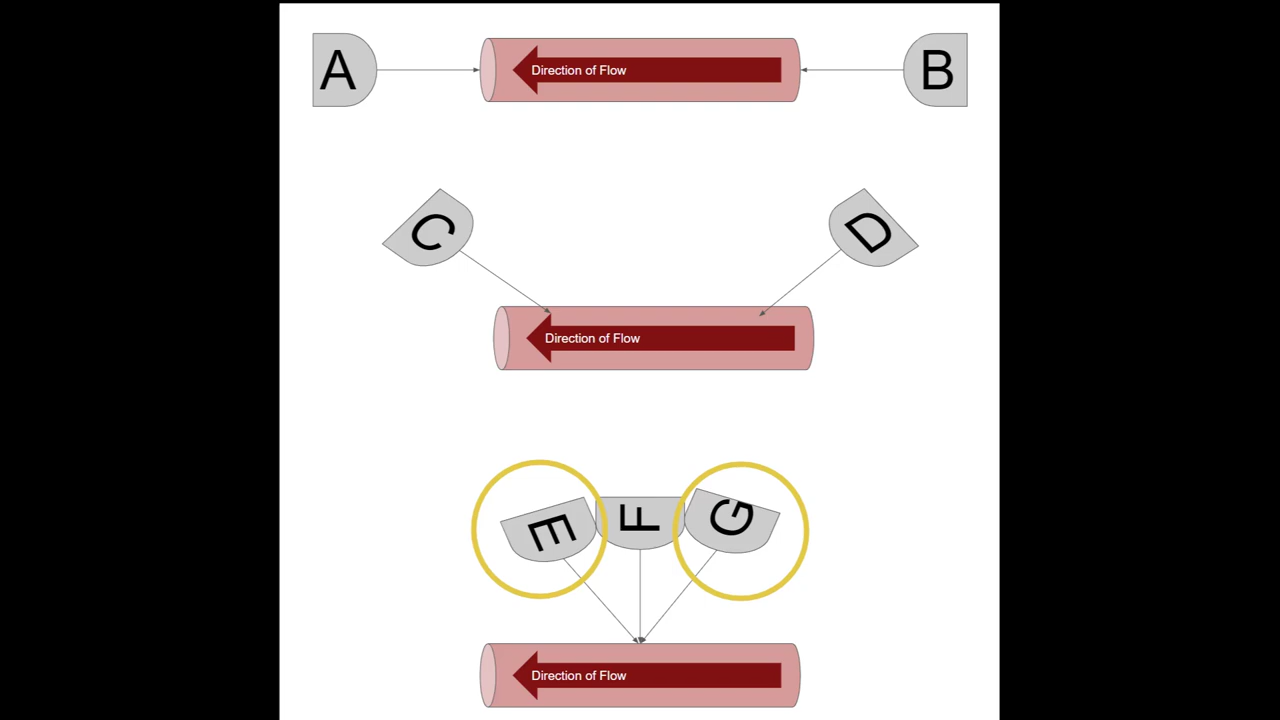 A
Direction of Flow
B
C
D
Direction of Flow
E
F
G
Direction of Flow